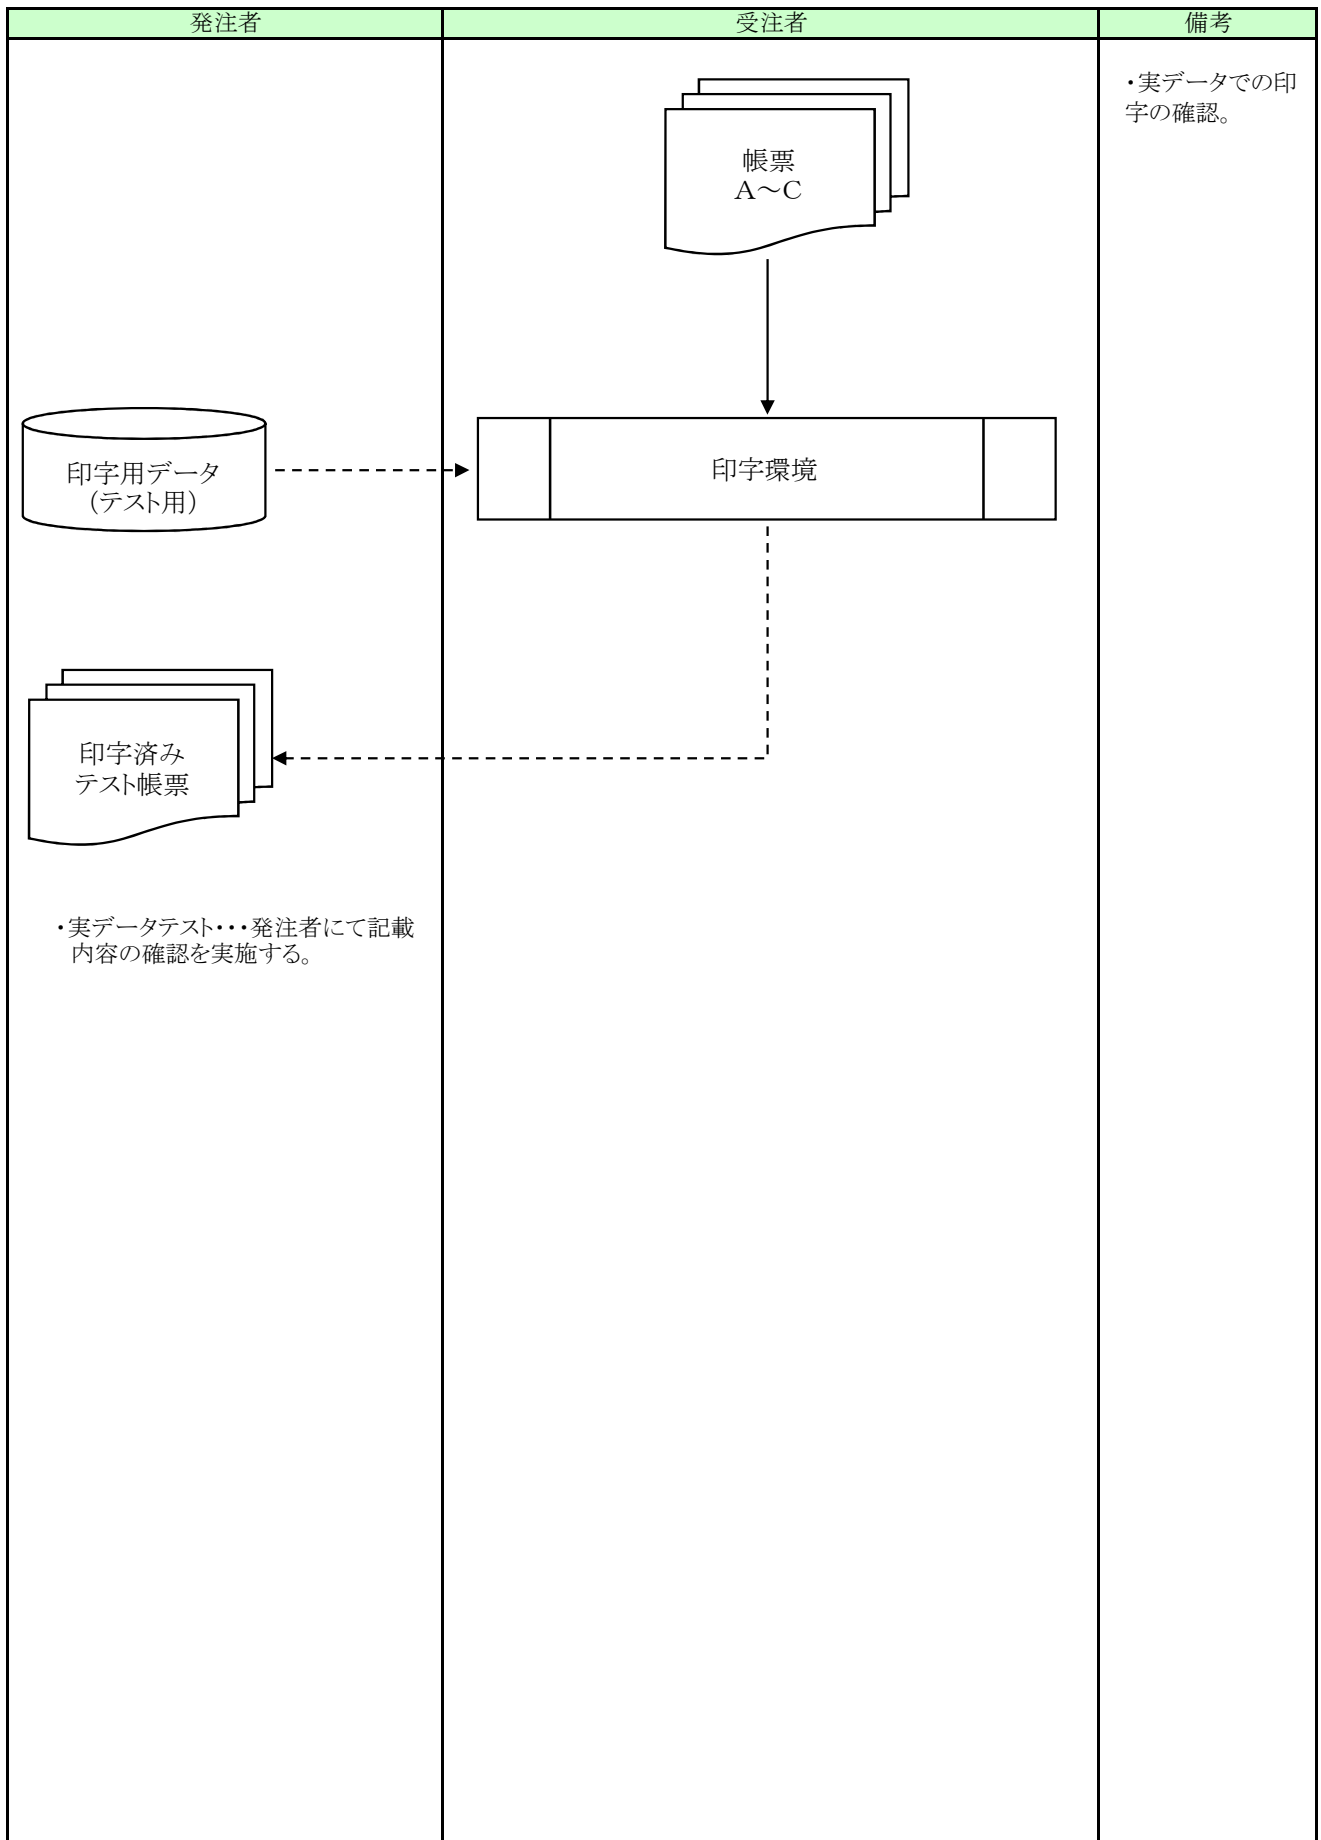 発注者
受注者
備考
・実データでの印
字の確認。
帳票
A～C
印字用データ
（テスト用）
印字環境
印字済み
テスト帳票
・実データテスト・・・発注者にて記載
内容の確認を実施する。